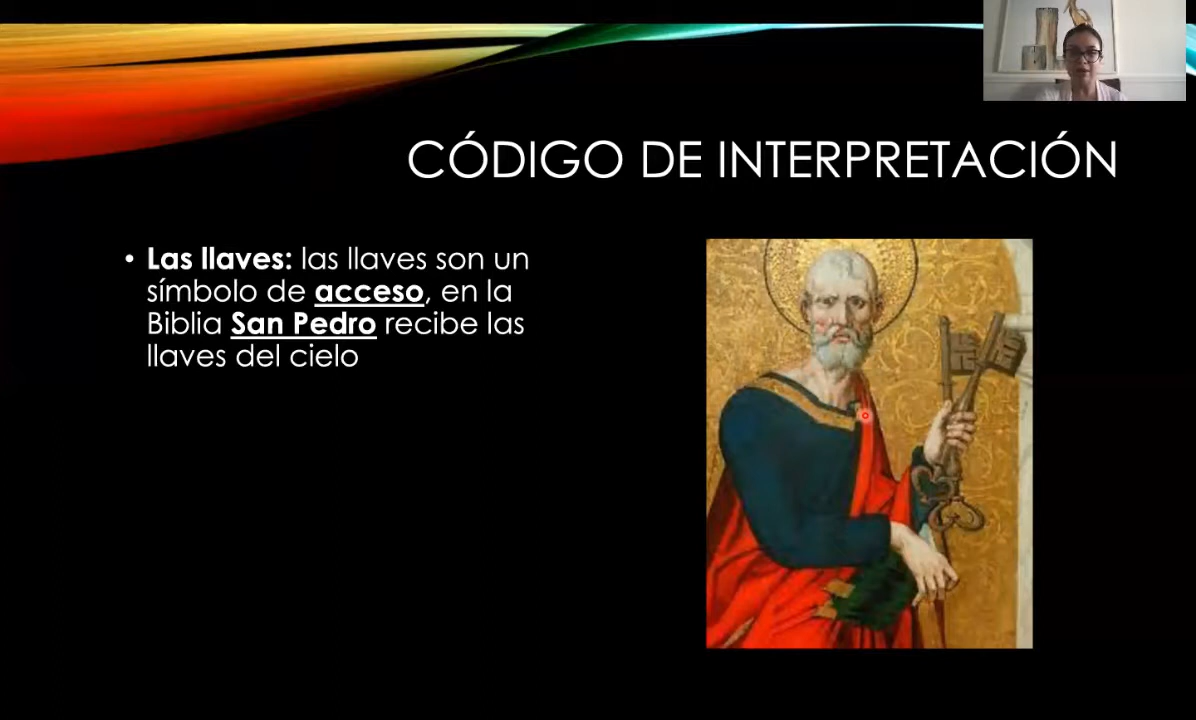 CÓDIGO DE INTERPRETACIÓN
• Las llaves: las llaves son un
símbolo de acceso, en la
Biblia San Pedro recibe las
llaves del cielo